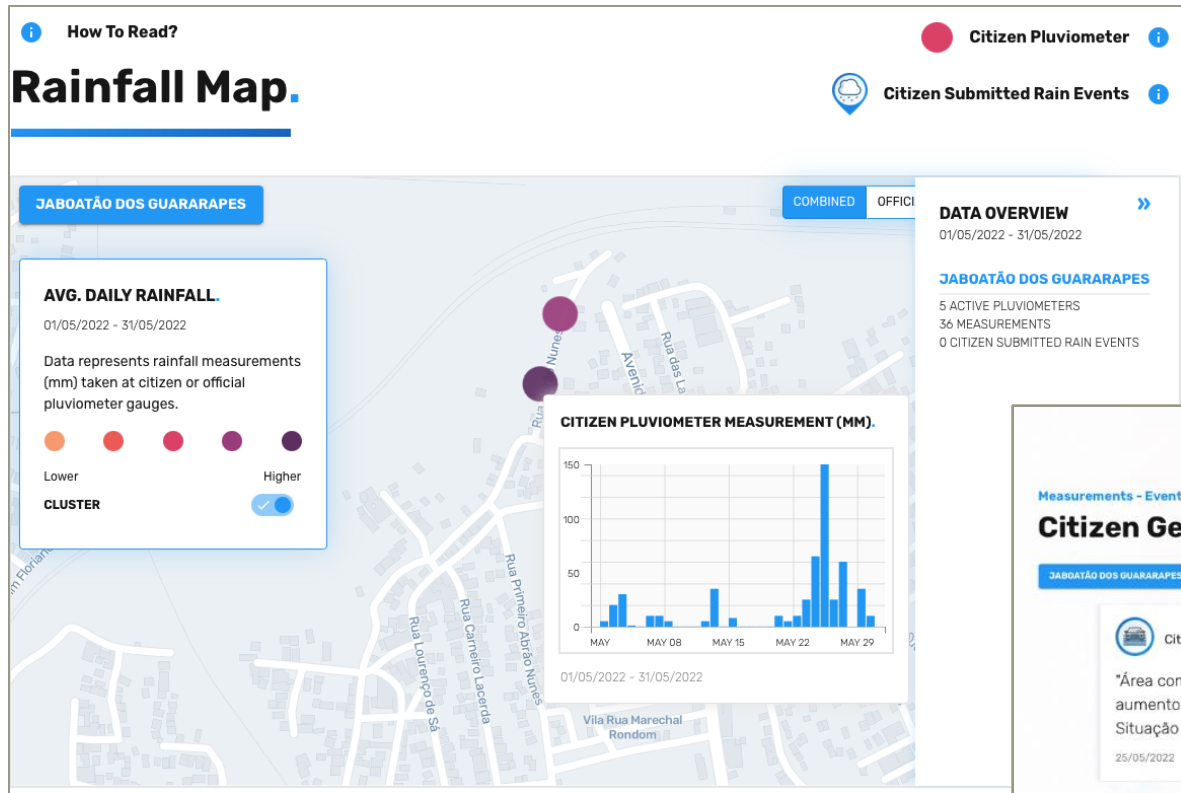 How To Read?
Rainfall Map.
Citizen Pluviometer
Citizen Submitted Rain Events
JABOATÃO DOS GUARARAPES
COMBINED
OFFICI
AVG. DAILY RAINFALL.
01/05/2022 - 31/05/2022
Data represents rainfall measurements
(mm) taken at citizen or official
pluviometer gauges.
Lower
Higher
CLUSTER
DATA OVERVIEW
01/05/2022 - 31/05/2022
JABOATÃO DOS GUARARAPES
5 ACTIVE PLUVIOMETERS
36 MEASUREMENTS
0 CITIZEN SUBMITTED RAIN EVENTS
Nunes
Rua
Rua das La
Avenid
CITIZEN PLUVIOMETER MEASUREMENT (MM).
150
100
50
0
MAY
MAY 08
MAY 15
MAY 22
MAY 29
01/05/2022 - 31/05/2022
m Floriano
Rua Lourenço de Sá
Rua Carneiro Lacerda
Rua Primeiro Abrão Nunes
Vila Rua Marechal
Rondom
Measurements - Event
Citizen Ge
JABOATÃO DOS GUARARAPES
Cit
"Área con
aumento
Situação
25/05/2022